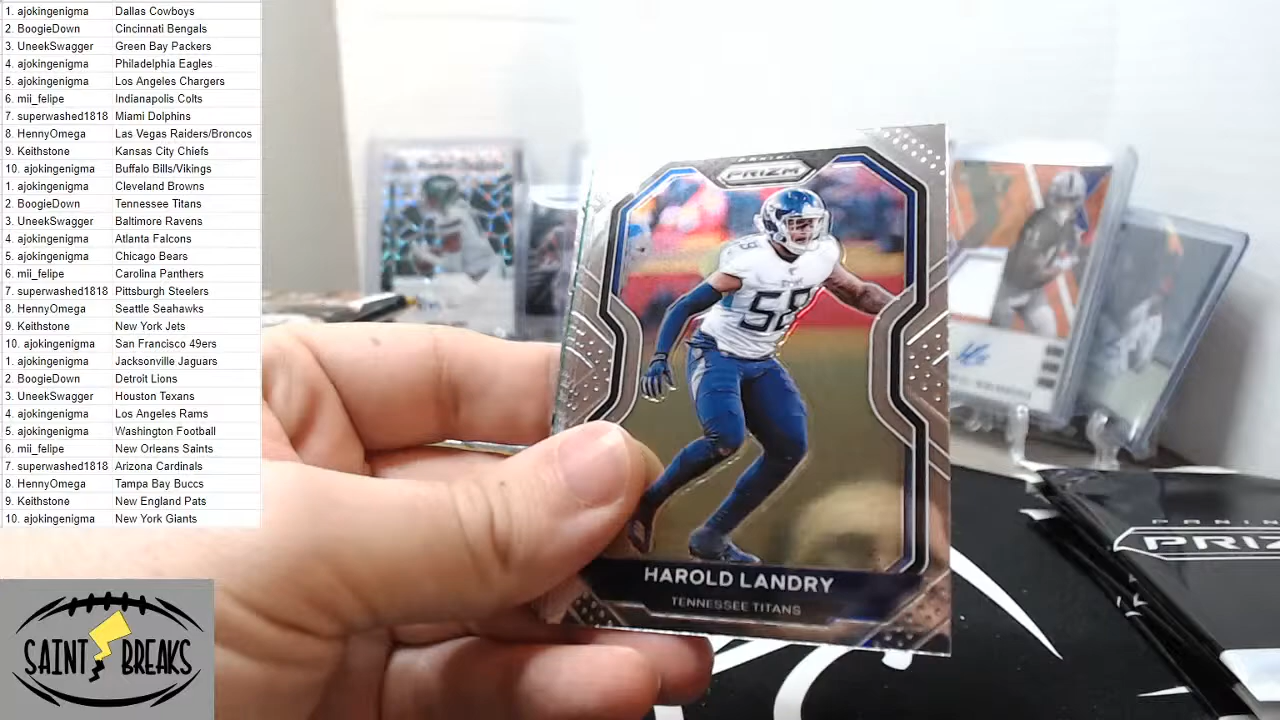 1. ajokingenigma Dallas Cowboys
2. BoogieDown Cincinnati Bengals
3. UneekSwagger Green Bay Packers
4. ajokingenigma Philadelphia Eagles
5. ajokingenigma Los Angeles Chargers
6. mii_felipe Indianapolis Colts
7. superwashed1818 Miami Dolphins
8. HennyOmega Las Vegas Raiders/Broncos
9. Keithstone Kansas City Chiefs
10. ajokingenigma Buffalo Bills/Vikings
1. ajokingenigma Cleveland Browns
2. BoogieDown Tennessee Titans
3. UneekSwagger Baltimore Ravens
4. ajokingenigma Atlanta Falcons
5. ajokingenigma Chicago Bears
6. mii_felipe Carolina Panthers
7. superwashed1818 Pittsburgh Steelers
8. HennyOmega Seattle Seahawks
9. Keithstone New York Jets
10. ajokingenigma San Francisco 49ers
1. ajokingenigma Jacksonville Jaguars
2. BoogieDown Detroit Lions
3. UneekSwagger Houston Texans
4. ajokingenigma Los Angeles Rams
5. ajokingenigma Washington Football
6. mii_felipe New Orleans Saints
7. superwashed1818 Arizona Cardinals
8. HennyOmega Tampa Bay Buccs
9. Keithstone New England Pats
10. ajokingenigma New York Giants
SAINT BREAKS
PANINI
PRIZM
58
58
HAROLD LANDRY
TENNESSEE TITANS
PANIN
PRIZ